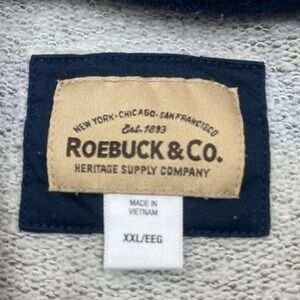 NEW YORK • CHICAGO • SAN FRANCISCO
Est. 1893
ROEBUCK & CO.
HERITAGE SUPPLY COMPANY
MADE IN
VIETNAM
XXL/EEG